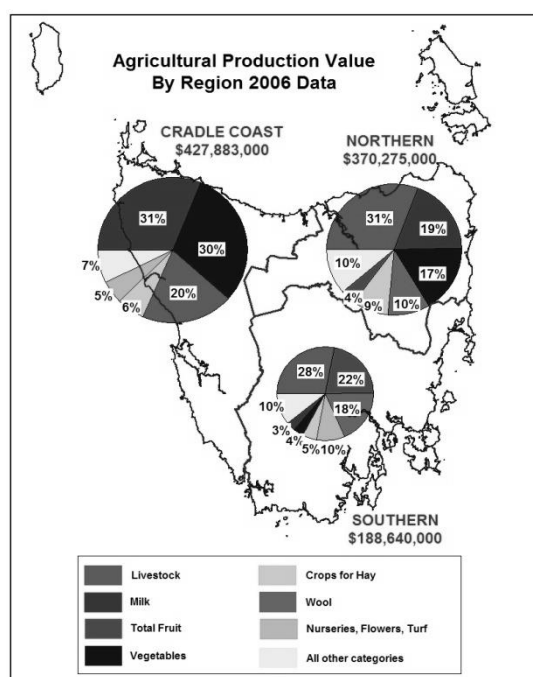 Agricultural Production Value
By Region 2006 Data
CRADLE COAST
$427,883,000
NORTHERN
$370,275,000
31%
30%
20%
6%
5%
7%
31%
19%
17%
10%
9%
4%
10%
28%
22%
18%
10%
5%
4%
3%
10%
SOUTHERN
$188,640,000
Livestock
Milk
Total Fruit
Vegetables
Crops for Hay
Wool
Nurseries, Flowers, Turf
All other categories